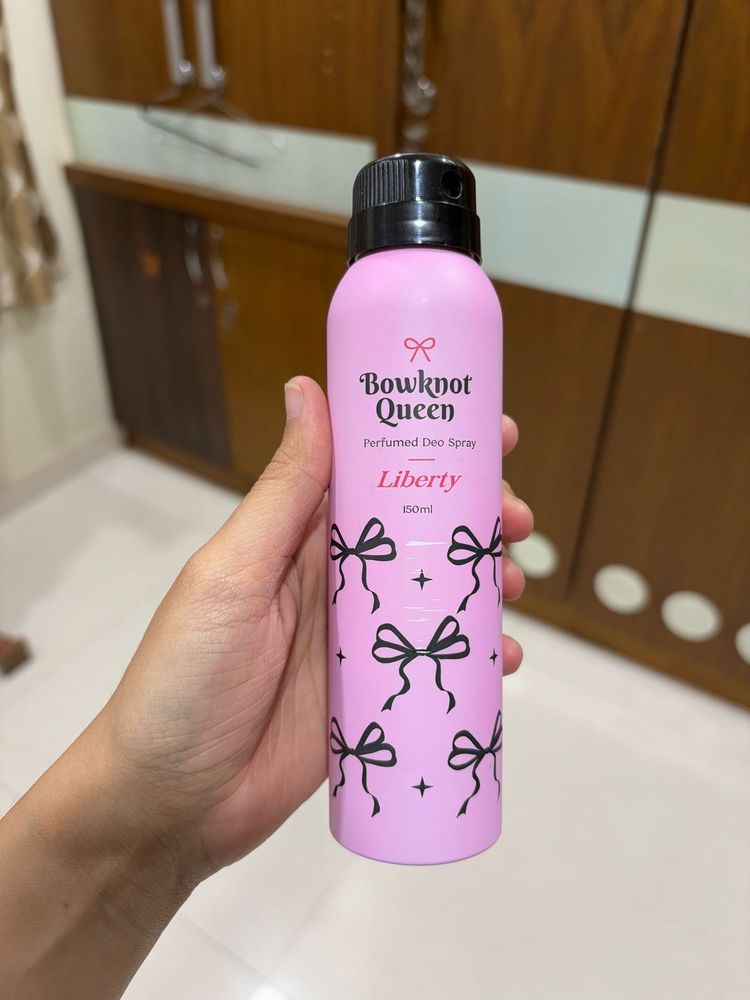 Bowknot
Queen
Perfumed Deo Spray
Liberty
150ml